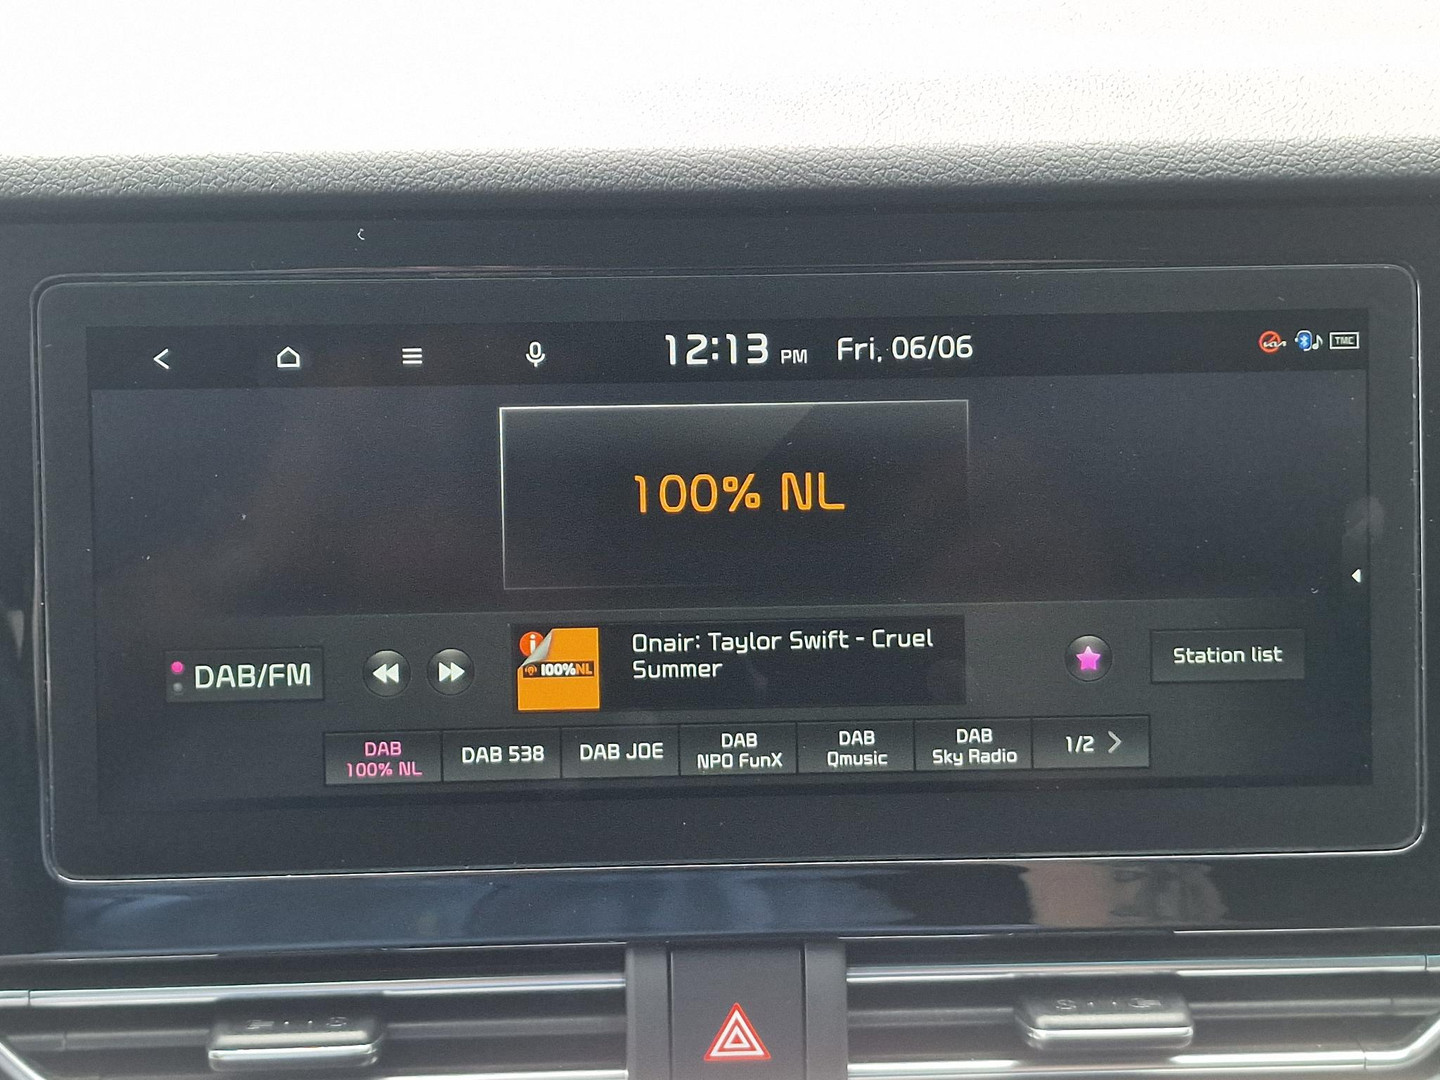 12:13 PM Fri, 06/06
TMC
100% NL
DAB/FM
i
100%NL
Onair: Taylor Swift - Cruel
Summer
Station list
DAB
100% NL
DAB 538
DAB JOE
DAB
NPO FunX
DAB
Qmusic
DAB
Sky Radio
1/2